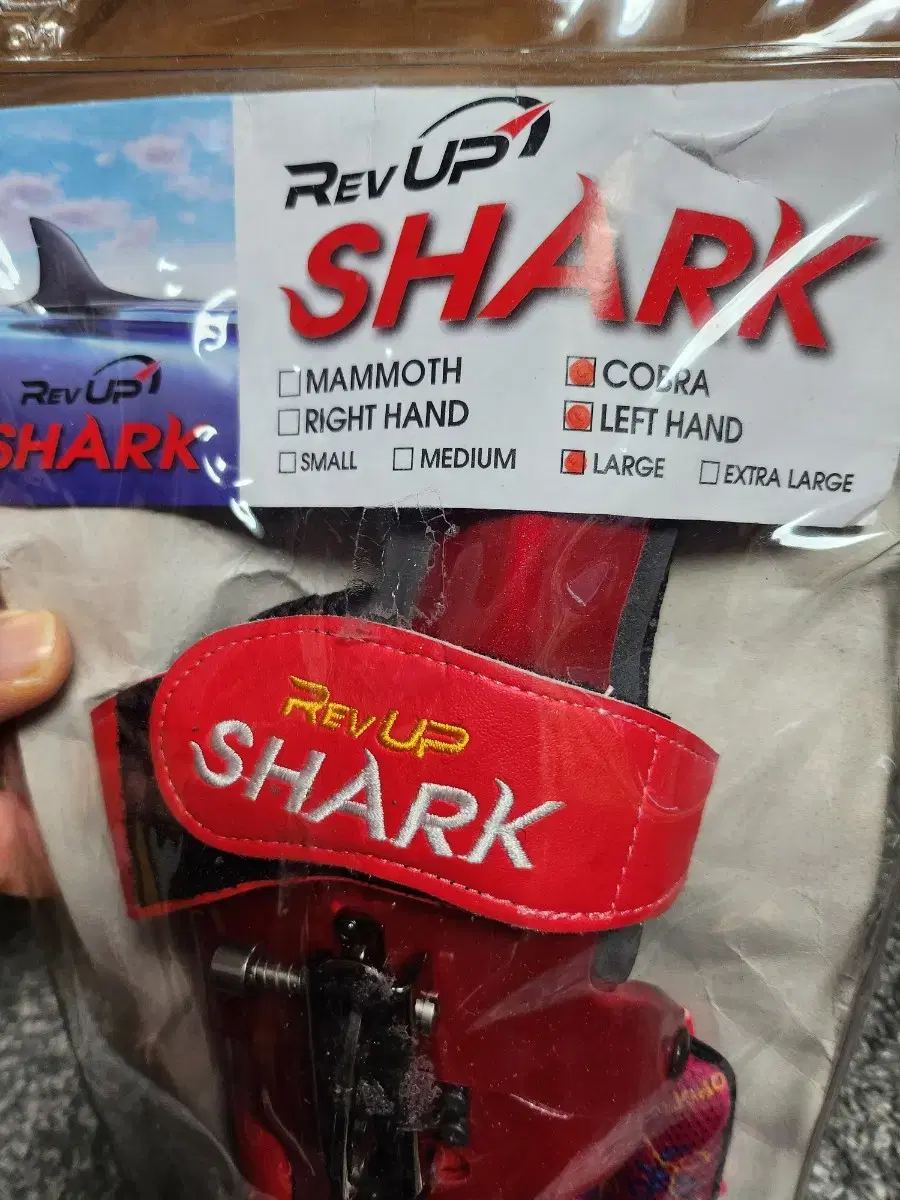 REV UP
SHARK
MAMMOTH COBRA
RIGHT HAND LEFT HAND
SMALL MEDIUM LARGE EXTRA LARGE
REV UP
SHARK
REV UP
SHARK